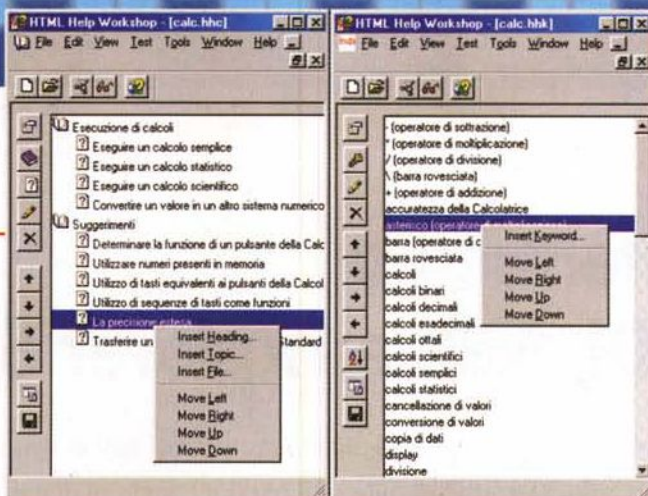 HTML Help Workshop - [calc.hhc]
File Edit View Test Tools Window Help
Esecuzione di calcoli
Eseguire un calcolo semplice
Eseguire un calcolo statistico
Eseguire un calcolo scientifico
Convertire un valore in un altro sistema numerico
Suggerimenti
Determinare la funzione di un pulsante della Calc
Utilizzare numeri presenti in memoria
Utilizzo di tasti equivalenti ai pulsanti della Calcol
Utilizzo di sequenze di tasti come funzioni
La precisione estesa
Trasferire un
Standard
Insert Heading...
Insert Topic...
Insert File...
Move Left
Move Right
Move Up
Move Down
HTML Help Workshop - [calc.hhk]
File Edit View Test Tools Window Help
- (operatore di sottrazione)
* (operatore di moltiplicazione)
/ (operatore di divisione)
\ (barra rovesciata)
+ (operatore di addizione)
accuratezza della Calcolatrice
asterisco (operatore
barra (operatore di
barra rovesciata
calcoli
calcoli binari
calcoli decimali
calcoli esadecimali
calcoli ottali
calcoli scientifici
calcoli semplici
calcoli statistici
cancellazione di valori
conversione di valori
copia di dati
display
divisione
Insert Keyword...
Move Left
Move Right
Move Up
Move Down